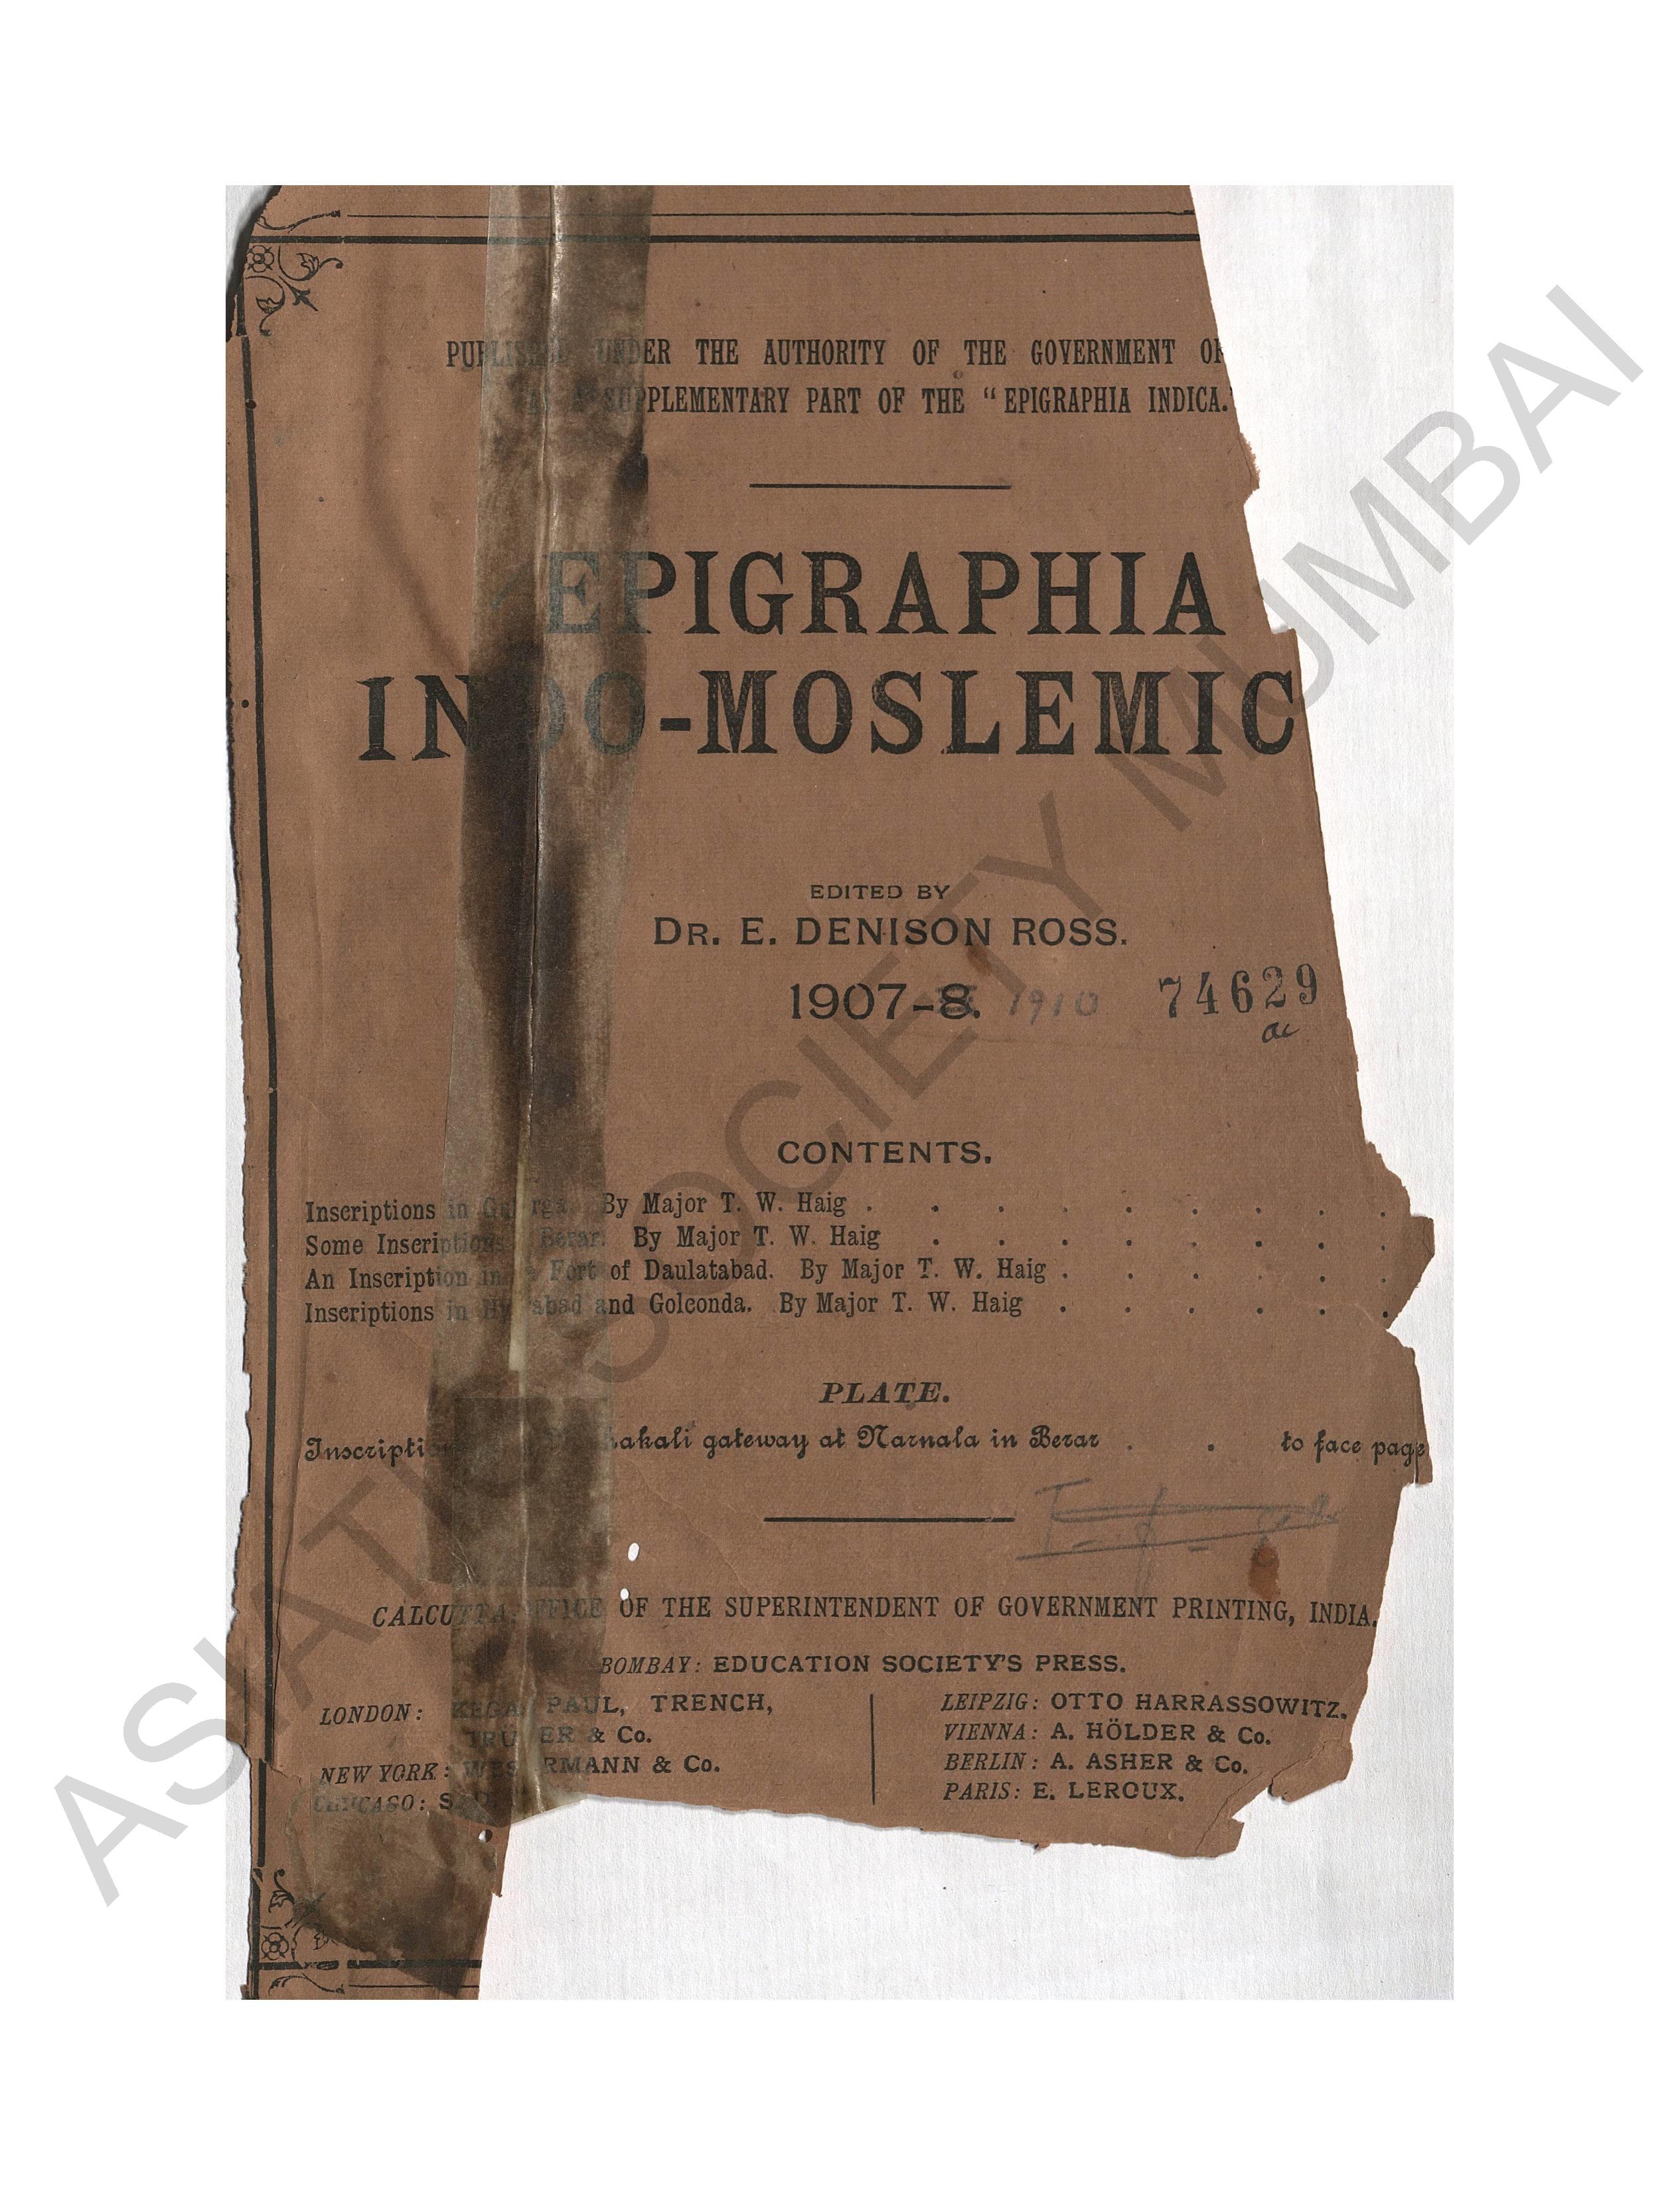 PUBLISHED UNDER THE AUTHORITY OF THE GOVERNMENT OF
AS A SUPPLEMENTARY PART OF THE "EPIGRAPHIA INDICA."
EPIGRAPHIA
INDO-MOSLEMIC
EDITED BY
DR. E. DENISON ROSS.
1907-8. 1910 74629
CONTENTS.
Inscriptions in By Major T. W. Haig
Some Inscriptions Berar. By Major T. W. Haig
An Inscription in Fort of Daulatabad. By Major T. W. Haig
Inscriptions in and Golconda. By Major T. W. Haig
PLATE.
gateway at Narnala in Berar to face page
CALCUTTA: OFFICE OF THE SUPERINTENDENT OF GOVERNMENT PRINTING, INDIA.
BOMBAY: EDUCATION SOCIETY'S PRESS.
LONDON: KEGAN PAUL, TRENCH,
& Co.
NEW YORK: & Co.
CHICAGO:
LEIPZIG: OTTO HARRASSOWITZ.
VIENNA: A. HÖLDER & Co.
BERLIN: A. ASHER & Co.
PARIS: E. LEROUX.
ASIATIC SOCIETY MUMBAI